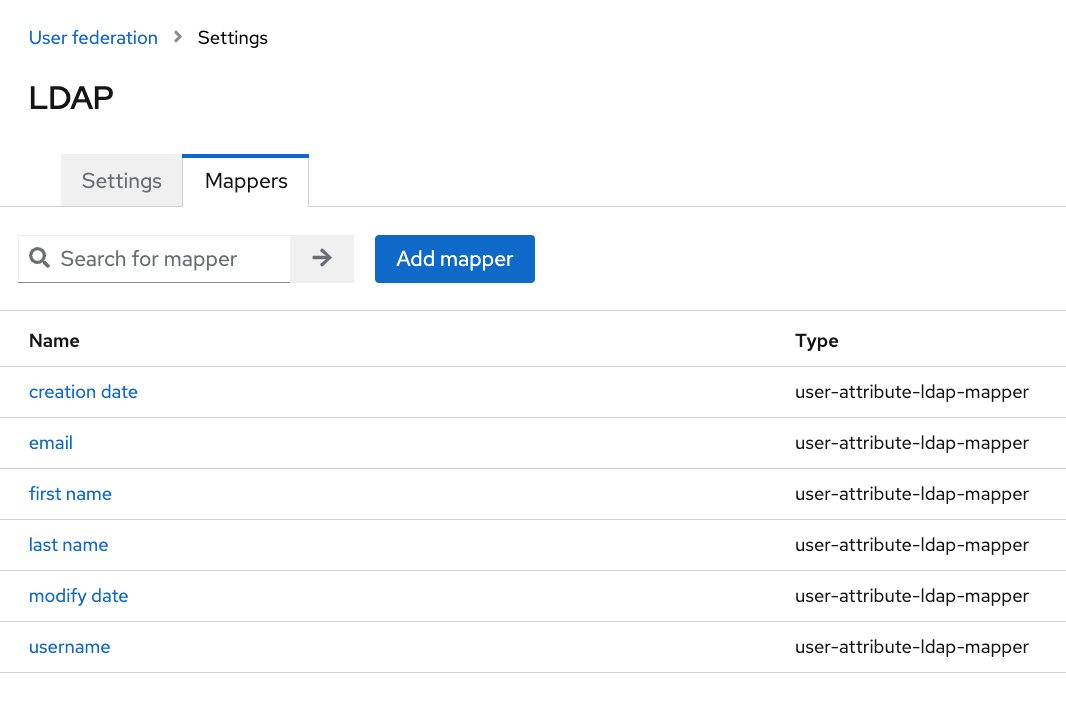 User federation > Settings
LDAP
Settings Mappers
Search for mapper Add mapper
Name Type
creation date user-attribute-ldap-mapper
email user-attribute-ldap-mapper
first name user-attribute-ldap-mapper
last name user-attribute-ldap-mapper
modify date user-attribute-ldap-mapper
username user-attribute-ldap-mapper